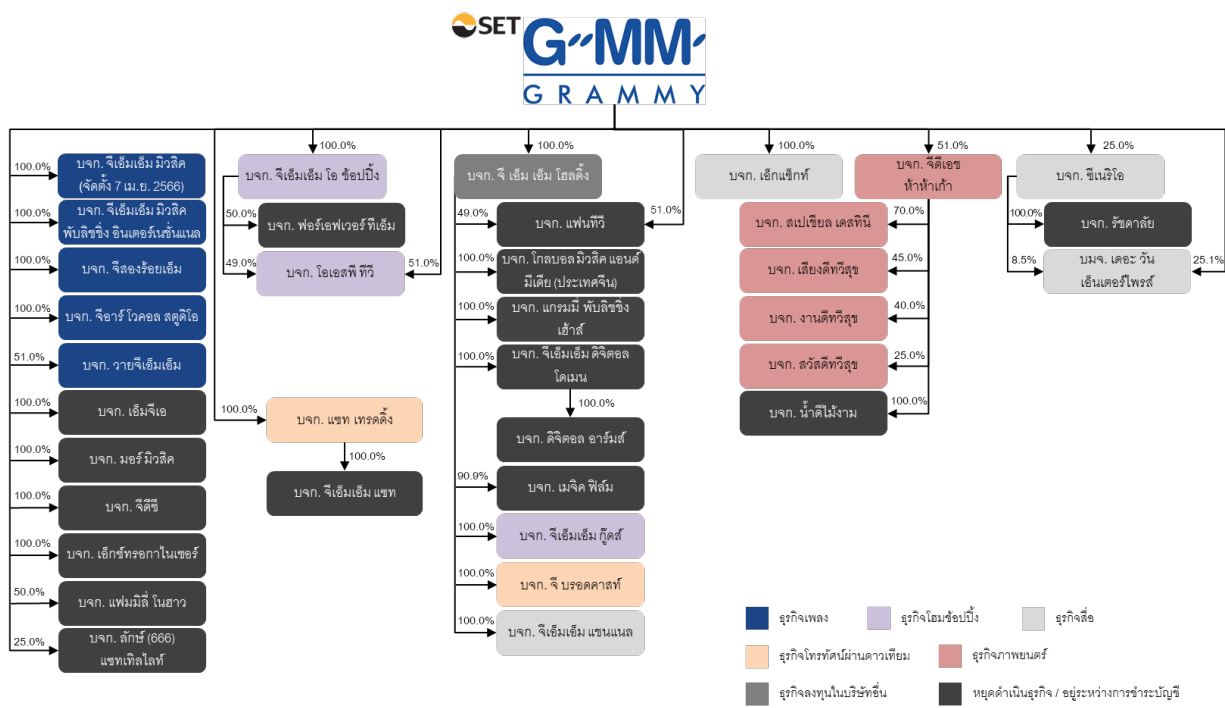 SET
GMM
GRAMMY
100.0%
บจก. จีเอ็มเอ็ม มิวสิค
(จัดตั้ง 7 เม.ย. 2566)
100.0%
บจก. จีเอ็มเอ็ม มิวสิค
พับลิชชิ่ง อินเตอร์เนชั่นแนล
100.0%
บจก. จีสองร้อยเอ็ม
100.0%
บจก. จีอาร์ โวคอล สตูดิโอ
51.0%
บจก. วายจีเอ็มเอ็ม
100.0%
บจก. เอ็มจีเอ
100.0%
บจก. มอร์ มิวสิค
100.0%
บจก. จีดีซี
100.0%
บจก. เอ็กซ์ทรอกาไนเซอร์
50.0%
บจก. แฟมมิลี่ โนฮาว
25.0%
บจก. ลักษ์ (666)
แซทเทิลไลท์
100.0%
บจก. จีเอ็มเอ็ม โอ ช้อปปิ้ง
50.0%
บจก. ฟอร์เอฟเวอร์ ทีเอ็ม
49.0%
บจก. โอเอสพี ทีวี
51.0%
100.0%
บจก. แซท เทรดดิ้ง
100.0%
บจก. จีเอ็มเอ็ม แซท
100.0%
บจก. จี เอ็ม เอ็ม โฮลดิ้ง
49.0%
บจก. แฟนทีวี
51.0%
100.0%
บจก. โกลบอล มิวสิค แอนด์
มีเดีย (ประเทศจีน)
100.0%
บจก. แกรมมี่ พับลิชชิ่ง
เฮ้าส์
100.0%
บจก. จีเอ็มเอ็ม ดิจิตอล
โดเมน
100.0%
บจก. ดิจิตอล อาร์มส์
90.9%
บจก. เมจิค ฟิล์ม
100.0%
บจก. จีเอ็มเอ็ม กู๊ดส์
100.0%
บจก. จี บรอดคาสท์
100.0%
บจก. จีเอ็มเอ็ม แชนแนล
100.0%
บจก. เอ็กแซ็กท์
51.0%
บจก. จีดีเอช
ห้าห้าเก้า
70.0%
บจก. สเปเชียล เดสทินี
45.0%
บจก. เสียงดีทวีสุข
40.0%
บจก. งานดีทวีสุข
25.0%
บจก. สวัสดีทวีสุข
100.0%
บจก. น้ำดีไม้งาม
25.0%
บจก. ซีเนริโอ
100.0%
บจก. รัชดาลัย
8.5%
บมจ. เดอะ วัน
เอ็นเตอร์ไพรส์
25.1%
ธุรกิจเพลง
ธุรกิจโฮมช้อปปิ้ง
ธุรกิจสื่อ
ธุรกิจโทรทัศน์ผ่านดาวเทียม
ธุรกิจภาพยนตร์
ธุรกิจลงทุนในบริษัทอื่น
หยุดดำเนินธุรกิจ / อยู่ระหว่างการชำระบัญชี